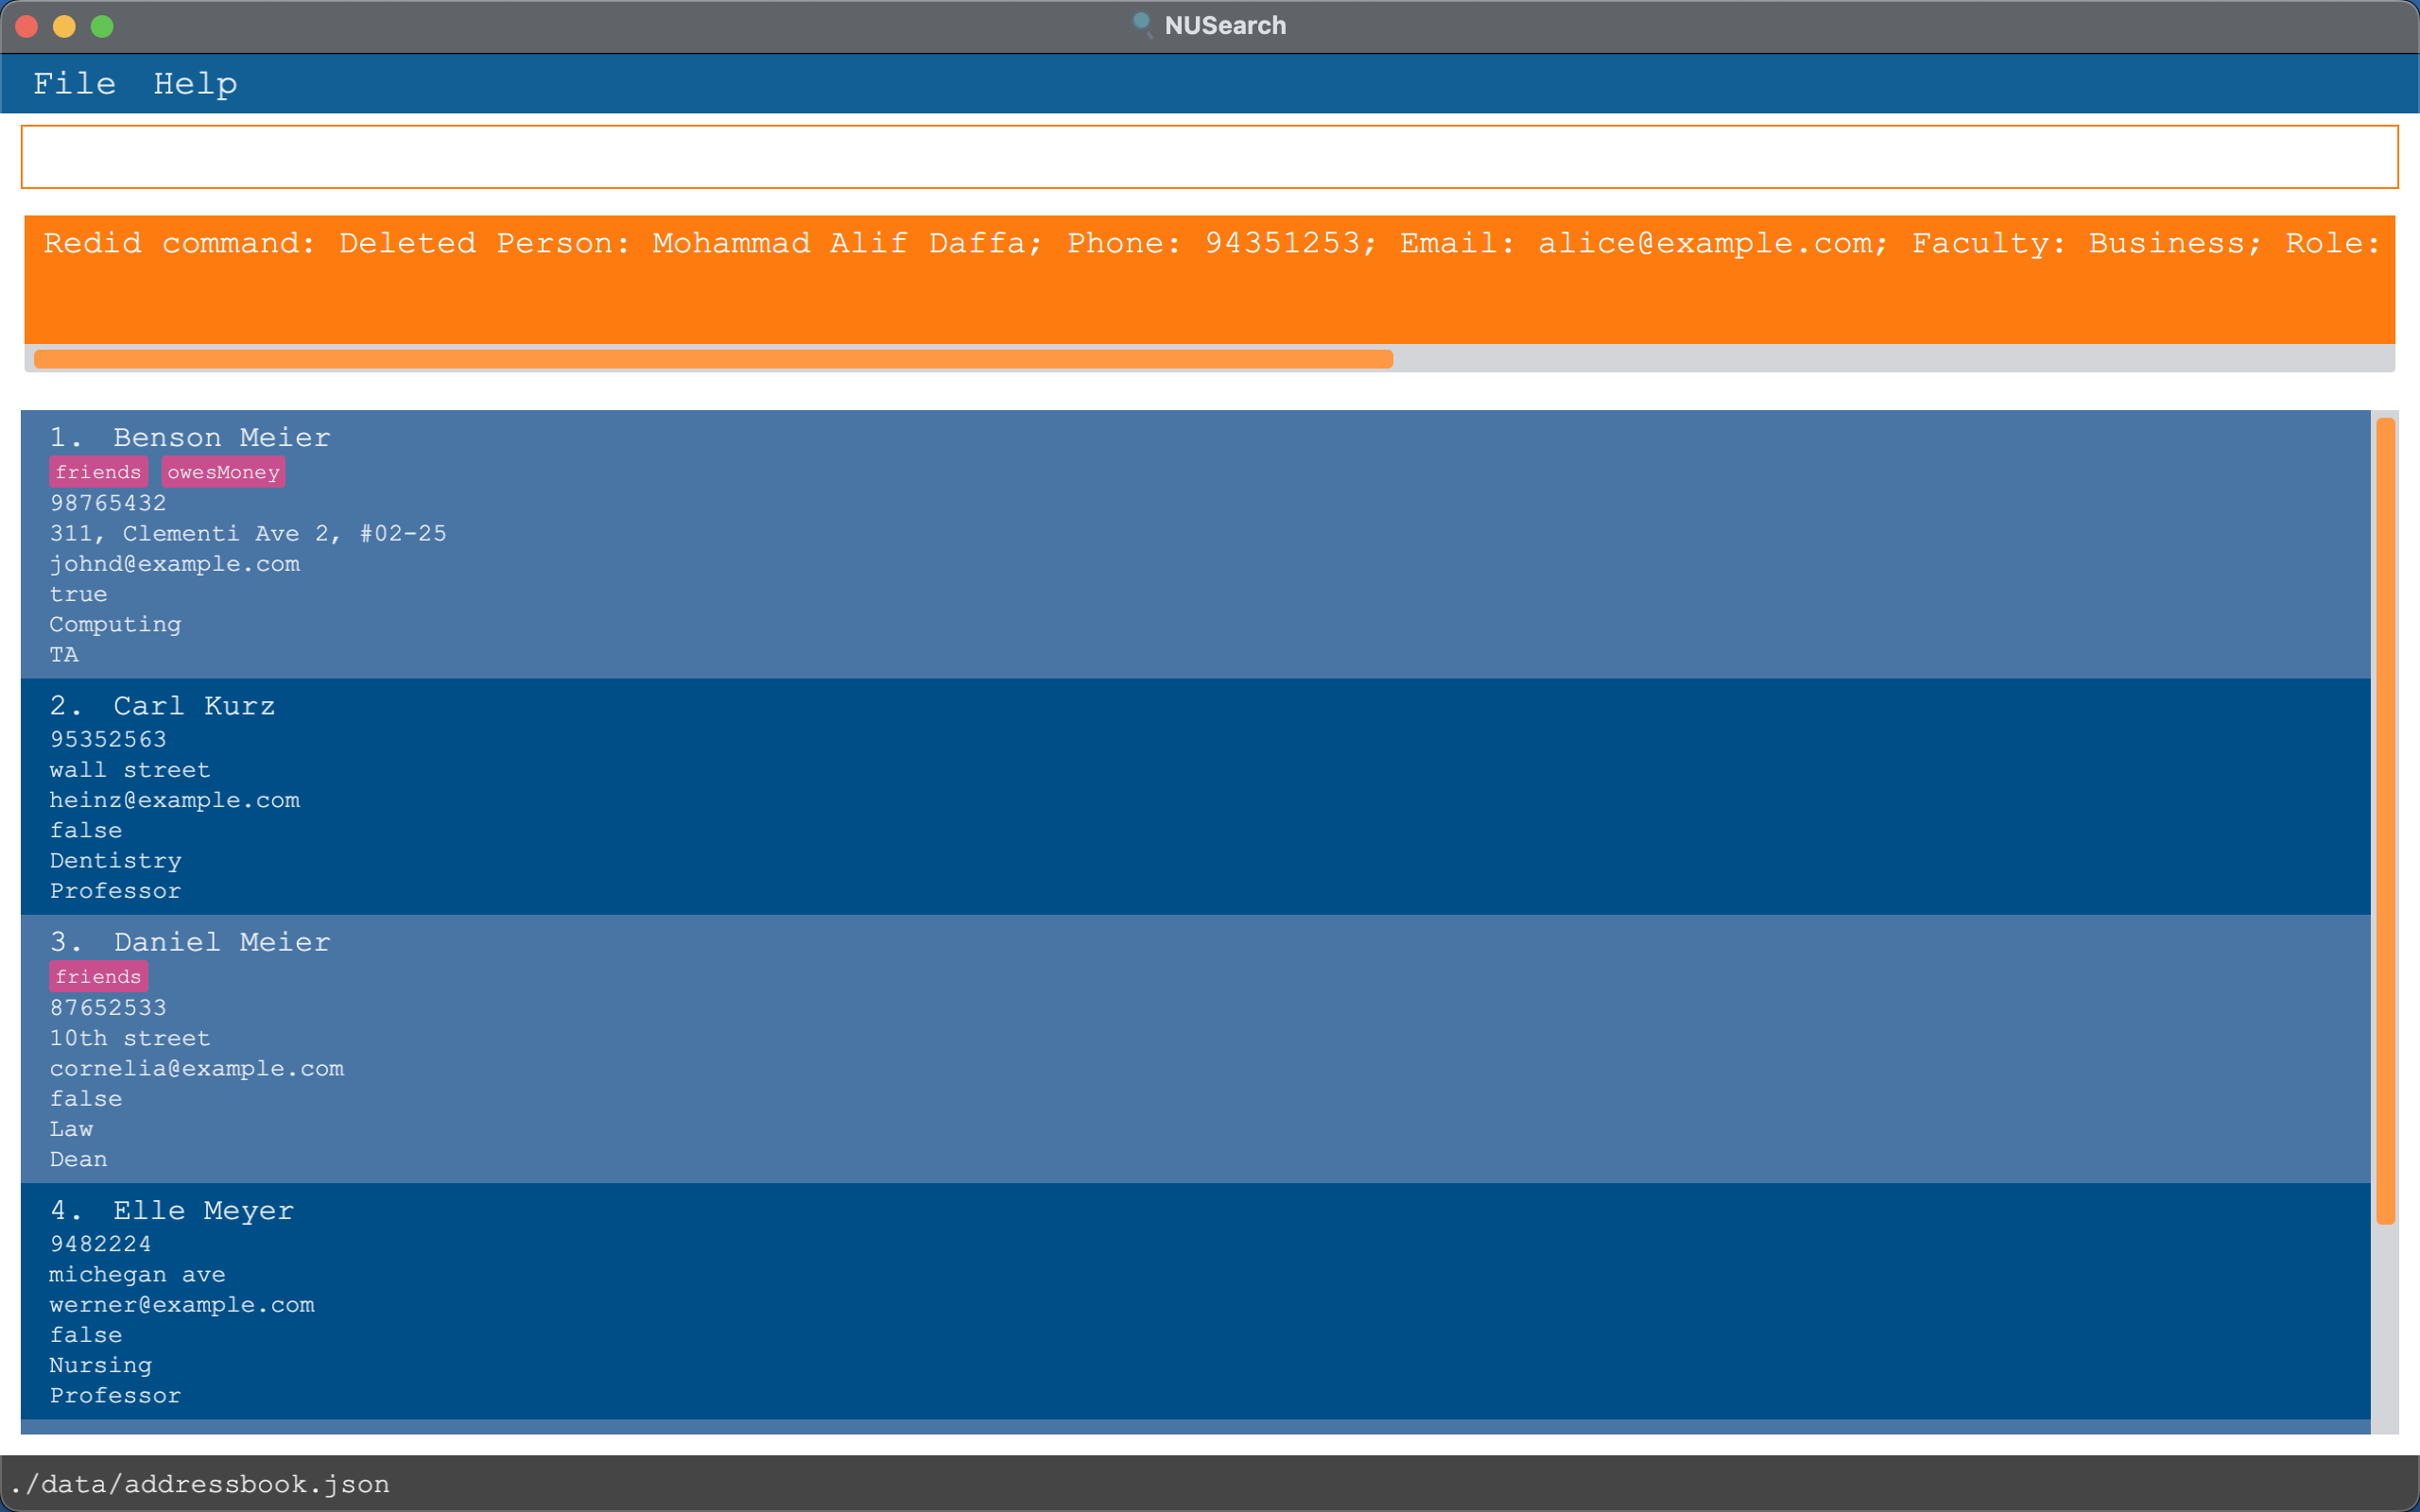 NUSearch
File Help
Redid command: Deleted Person: Mohammad Alif Daffa; Phone: 94351253; Email: alice@example.com; Faculty: Business; Role:
1. Benson Meier
friends owesMoney
98765432
311, Clementi Ave 2, #02-25
johnd@example.com
true
Computing
TA
2. Carl Kurz
95352563
wall street
heinz@example.com
false
Dentistry
Professor
3. Daniel Meier
friends
87652533
10th street
cornelia@example.com
false
Law
Dean
4. Elle Meyer
9482224
michegan ave
werner@example.com
false
Nursing
Professor
./data/addressbook.json